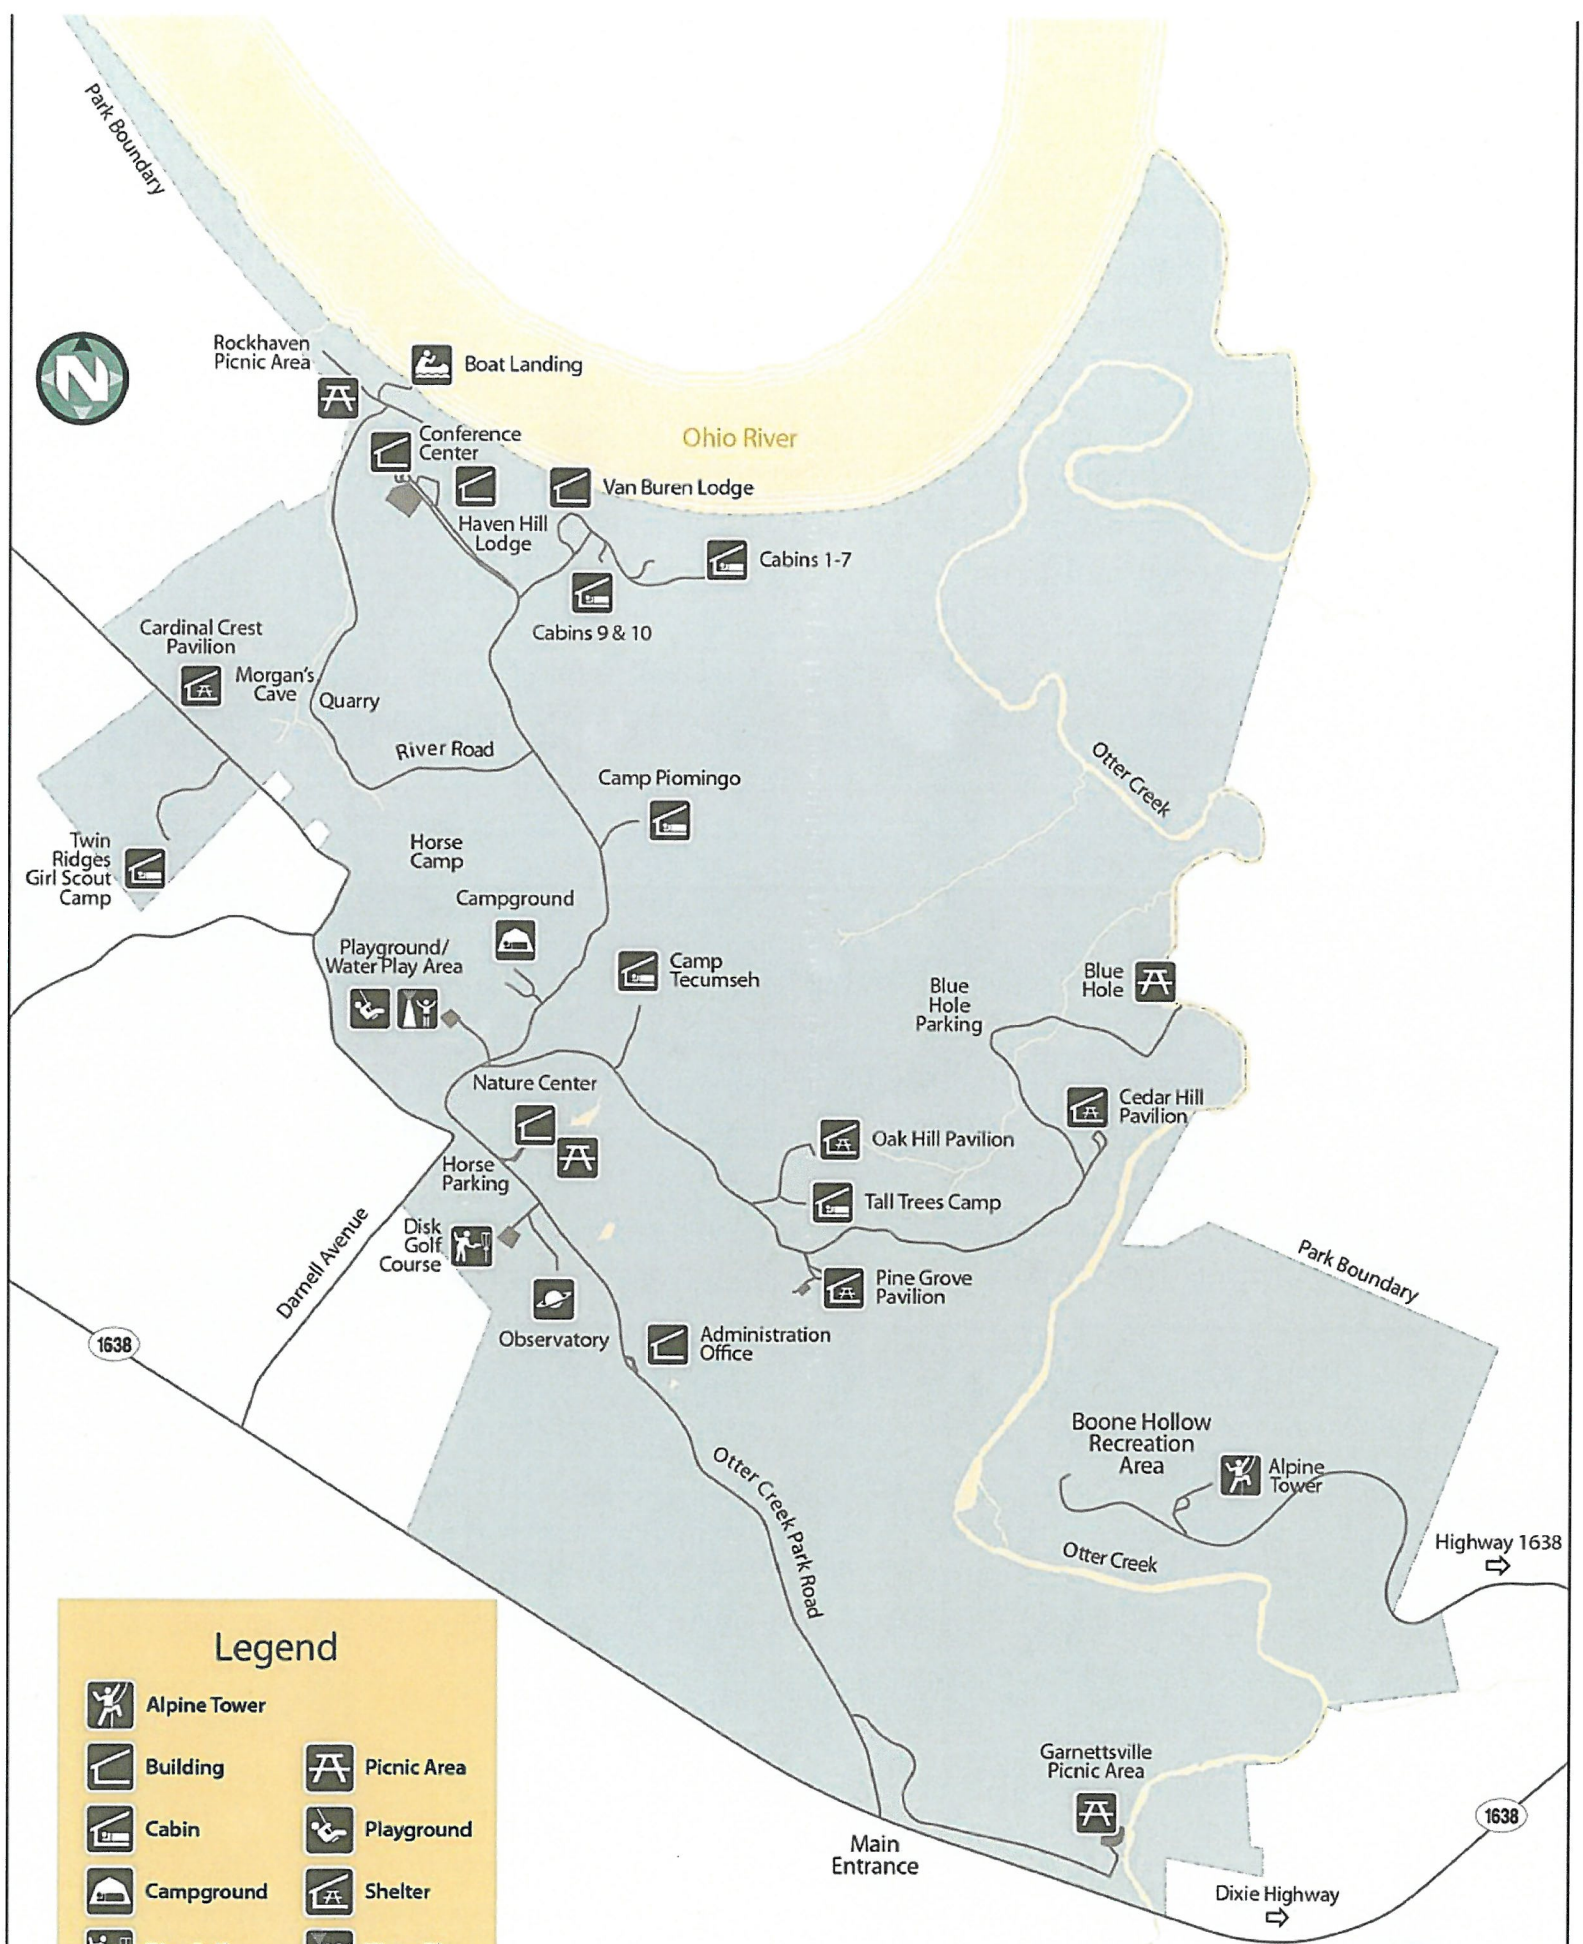 Park Boundary
N
Rockhaven
Picnic Area
Boat Landing
Conference
Center
Ohio River
Van Buren Lodge
Haven Hill
Lodge
Cabins 1-7
Cabins 9 & 10
Cardinal Crest
Pavilion
Morgan's
Cave
Quarry
River Road
Otter Creek
Camp Piomingo
Twin
Ridges
Girl Scout
Camp
Horse
Camp
Campground
Playground/
Water Play Area
Camp
Tecumseh
Blue
Hole
Parking
Blue
Hole
Nature Center
Cedar Hill
Pavilion
Oak Hill Pavilion
Horse
Parking
Tall Trees Camp
Disk
Golf
Course
Darnell Avenue
Park Boundary
Pine Grove
Pavilion
Observatory
Administration
Office
1638
Boone Hollow
Recreation
Area
Alpine
Tower
Otter Creek Park Road
Otter Creek
Highway 1638
Legend
Alpine Tower
Building
Picnic Area
Cabin
Playground
Campground
Shelter
Garnettsville
Picnic Area
1638
Main
Entrance
Dixie Highway